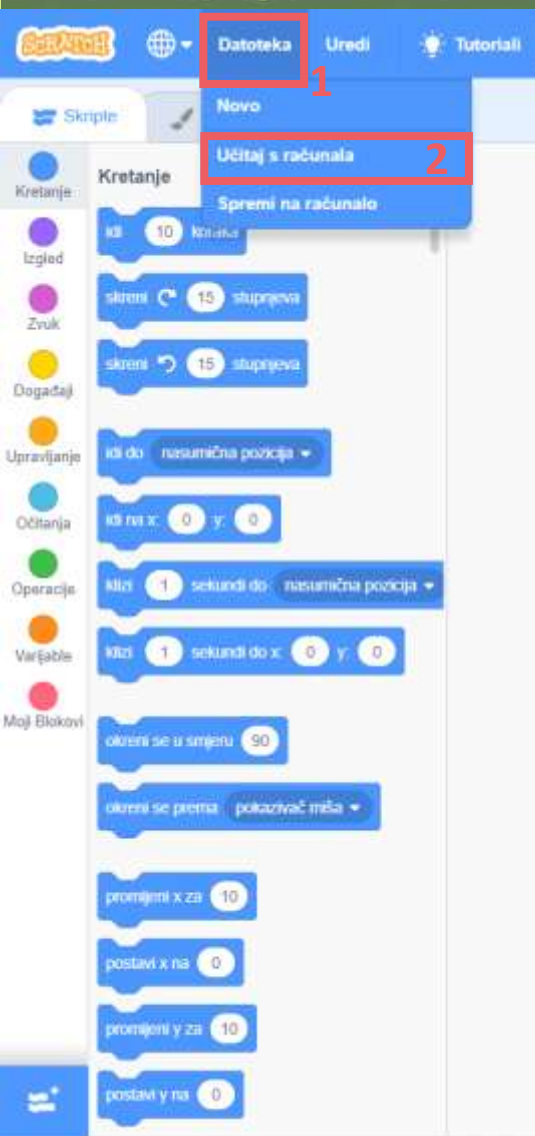 SCRATCH Datoteka Uredi Tutoriali
1
Skripte
Novo
Učitaj s računala 2
Spremi na računalo
Kretanje
Izgled
Zvuk
Događaji
Upravljanje
Očitanja
Operacije
Varijable
Moji Blokovi
Kretanje
idi 10 koraka
skreni 15 stupnjeva
skreni 15 stupnjeva
idi do nasumična pozicija
idi na x: 0 y: 0
klizi 1 sekundi do nasumična pozicija
klizi 1 sekundi do x: 0 y: 0
okreni se u smjeru 90
okreni se prema pokazivač miša
promijeni x za 10
postavi x na 0
promijeni y za 10
postavi y na 0